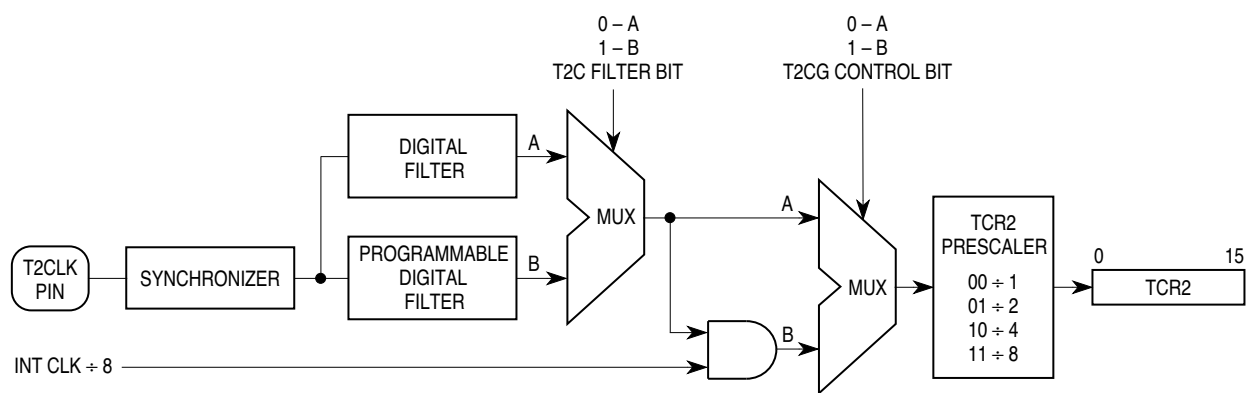 0 – A
1 – B
T2C FILTER BIT
0 – A
1 – B
T2CG CONTROL BIT
DIGITAL
FILTER
A
MUX
A
TCR2
PRESCALER
00 ÷ 1
01 ÷ 2
10 ÷ 4
11 ÷ 8
0 15
TCR2
T2CLK
PIN
SYNCHRONIZER
PROGRAMMABLE
DIGITAL
FILTER
B
MUX
B
INT CLK ÷ 8